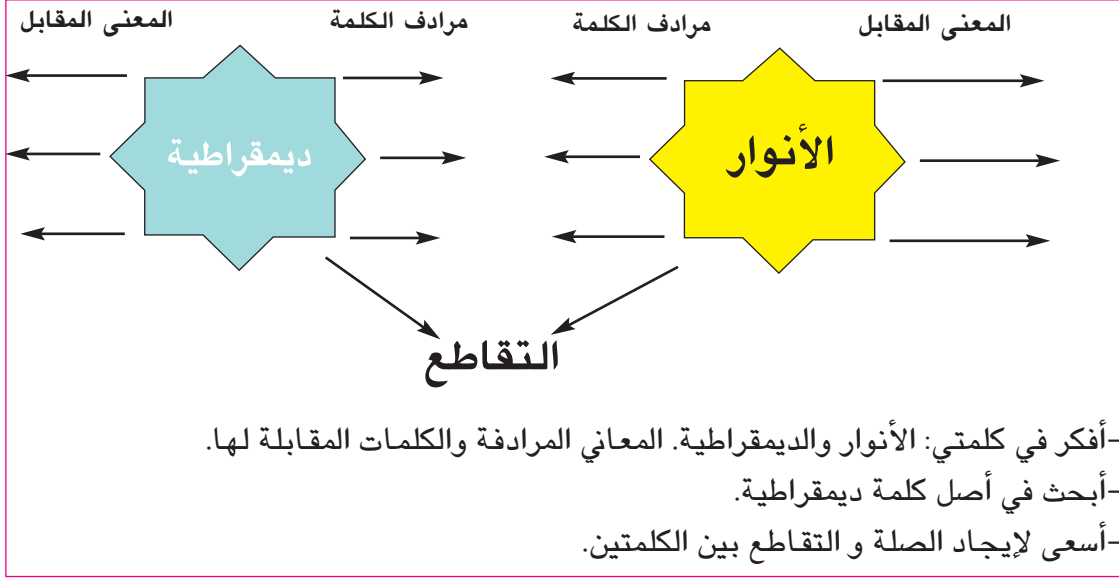 المعنى المقابل
مرادف الكلمة
مرادف الكلمة
المعنى المقابل
الأنوار
ديمقراطية
التقاطع
-أفكر في كلمتي: الأنوار والديمقراطية. المعاني المرادفة والكلمات المقابلة لها.
-أبحث في أصل كلمة ديمقراطية.
-أسعى لإيجاد الصلة و التقاطع بين الكلمتين.